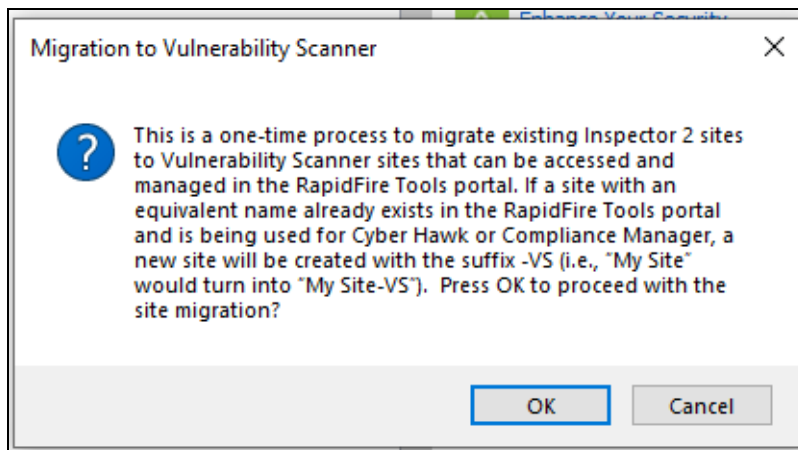 Enhance Your Security
Migration to Vulnerability Scanner
This is a one-time process to migrate existing Inspector 2 sites
to Vulnerability Scanner sites that can be accessed and
managed in the RapidFire Tools portal. If a site with an
equivalent name already exists in the RapidFire Tools portal
and is being used for Cyber Hawk or Compliance Manager, a
new site will be created with the suffix -VS (i.e., "My Site"
would turn into "My Site-VS"). Press OK to proceed with the
site migration?
OK Cancel